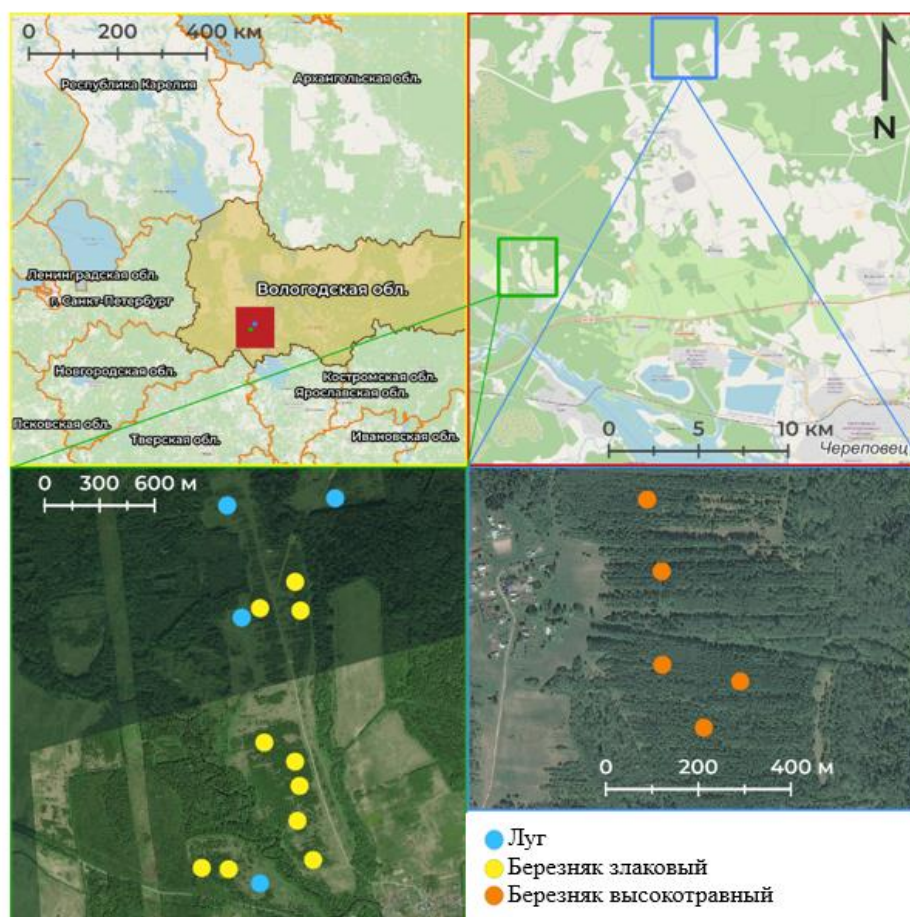 0 200 400 км
Республика Карелия
Архангельская обл.
Ленинградская обл.
г. Санкт-Петербург
Вологодская обл.
Новгородская обл.
Костромская обл.
Ярославская обл.
Псковская обл.
Тверская обл.
Ивановская обл.
N
0 5 10 км
Череповец
0 300 600 м
0 200 400 м
Луг
Березняк злаковый
Березняк высокотравный